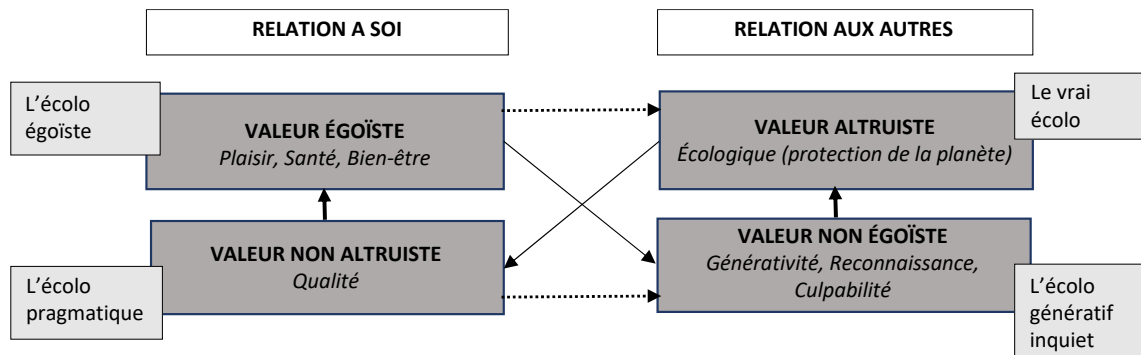 RELATION A SOI
RELATION AUX AUTRES
L’écolo
égoïste
VALEUR ÉGOÏSTE
Plaisir, Santé, Bien-être
VALEUR ALTRUISTE
Écologique (protection de la planète)
Le vrai
écolo
VALEUR NON ALTRUISTE
Qualité
VALEUR NON ÉGOÏSTE
Générativité, Reconnaissance,
Culpabilité
L’écolo
pragmatique
L’écolo
génératif
inquiet